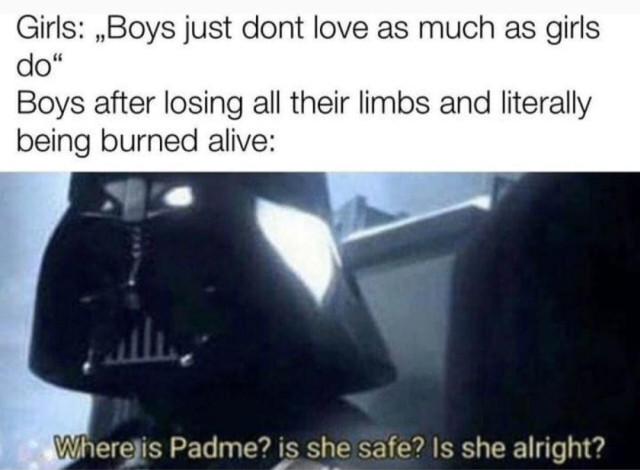 Girls: „Boys just dont love as much as girls
do“
Boys after losing all their limbs and literally
being burned alive:
Where is Padme? is she safe? Is she alright?